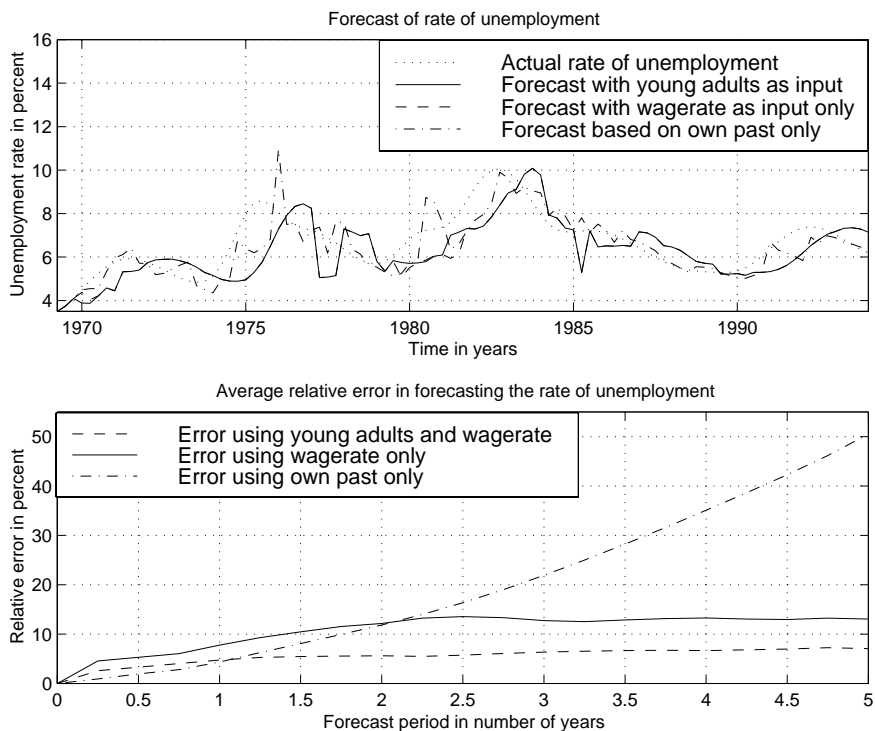 Forecast of rate of unemployment
16
14
12
10
8
6
4
Unemployment rate in percent
Actual rate of unemployment
Forecast with young adults as input
Forecast with wagerate as input only
Forecast based on own past only
1970 1975 1980 1985 1990
Time in years
Average relative error in forecasting the rate of unemployment
50
40
30
20
10
0
Relative error in percent
Error using young adults and wagerate
Error using wagerate only
Error using own past only
0 0.5 1 1.5 2 2.5 3 3.5 4 4.5 5
Forecast period in number of years